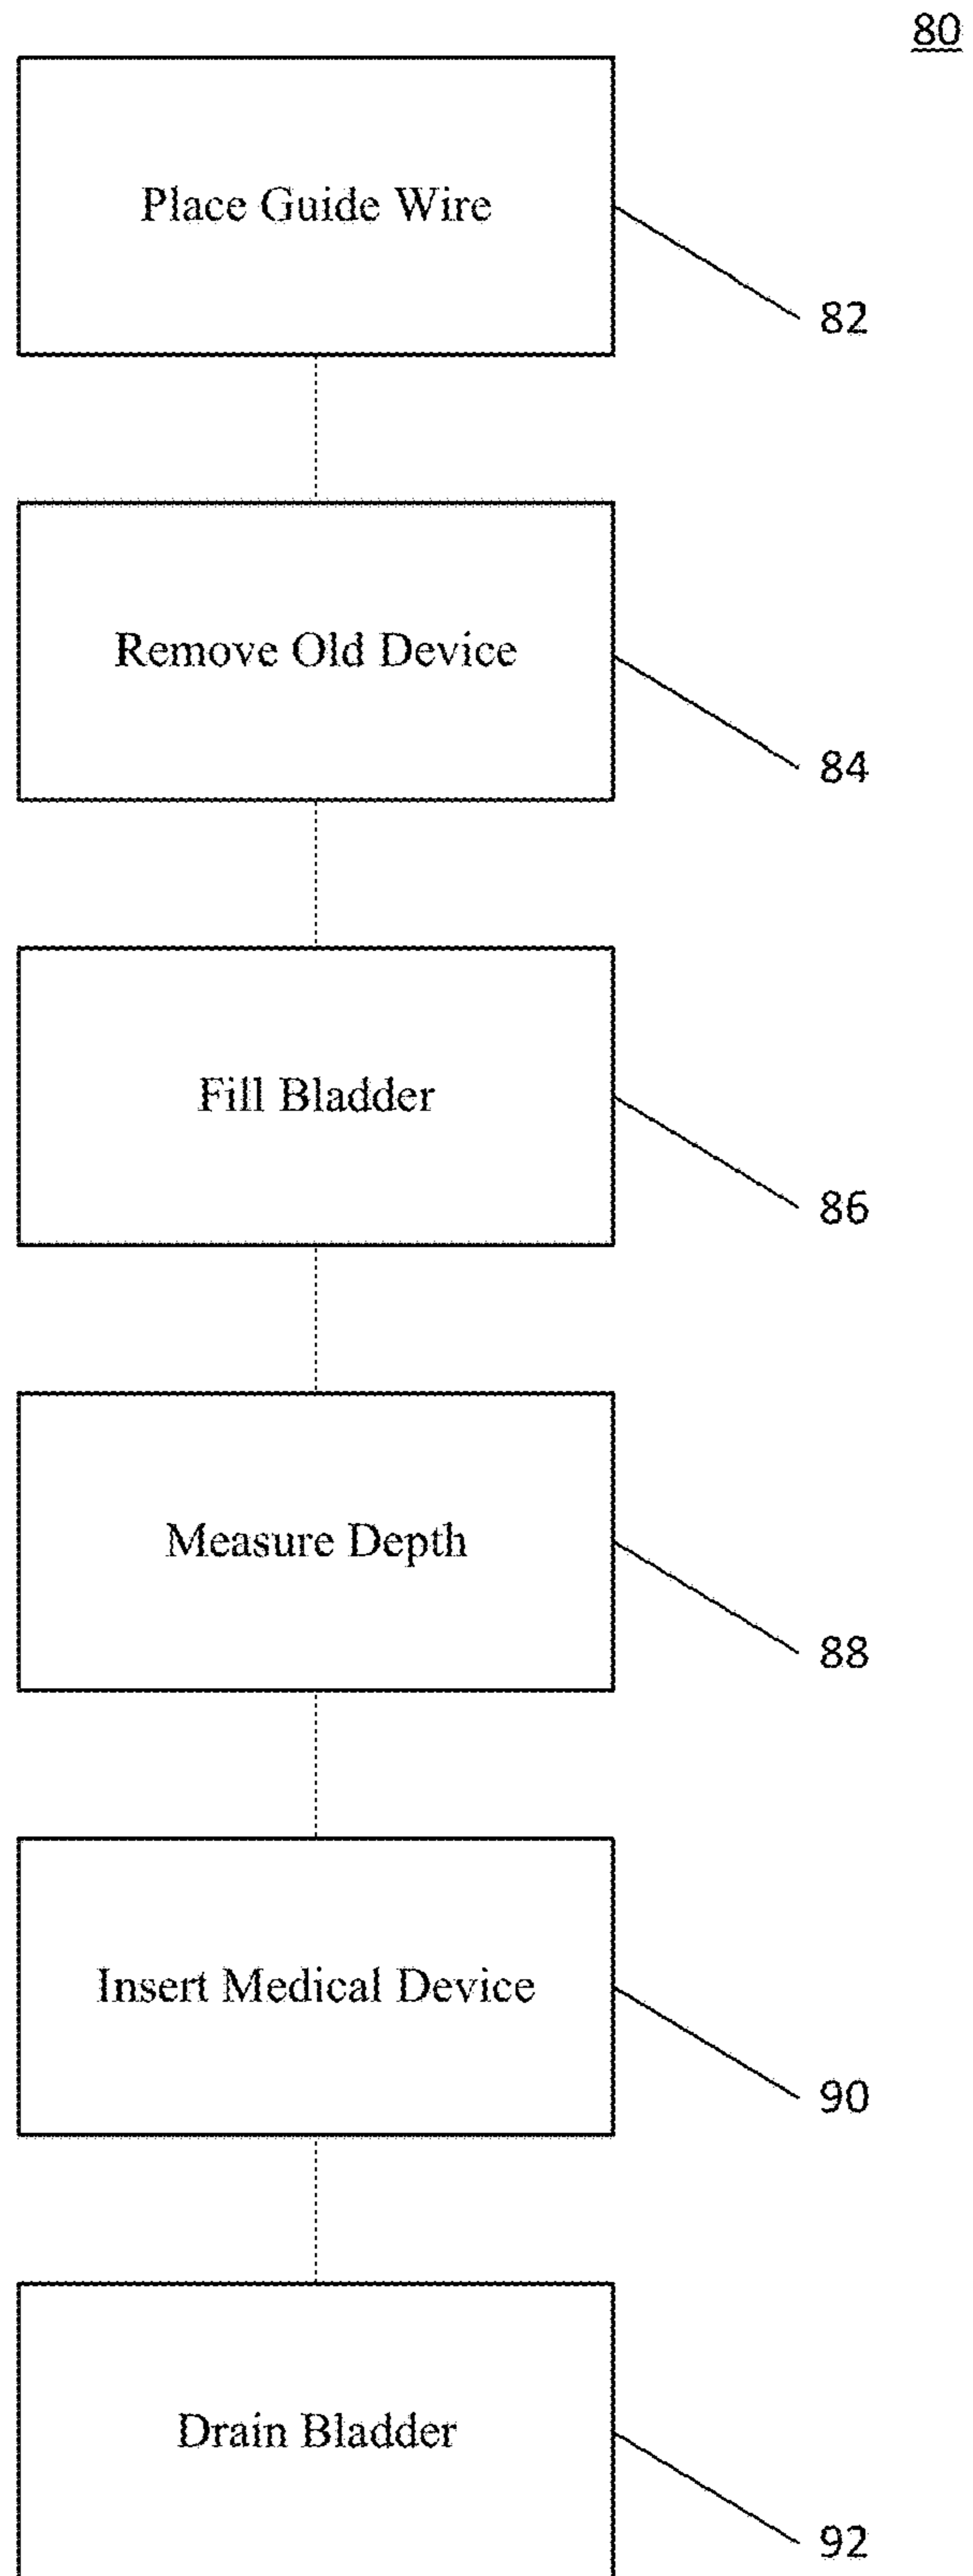 80
Place Guide Wire
82
Remove Old Device
84
Fill Bladder
86
Measure Depth
88
Insert Medical Device
90
Drain Bladder
92